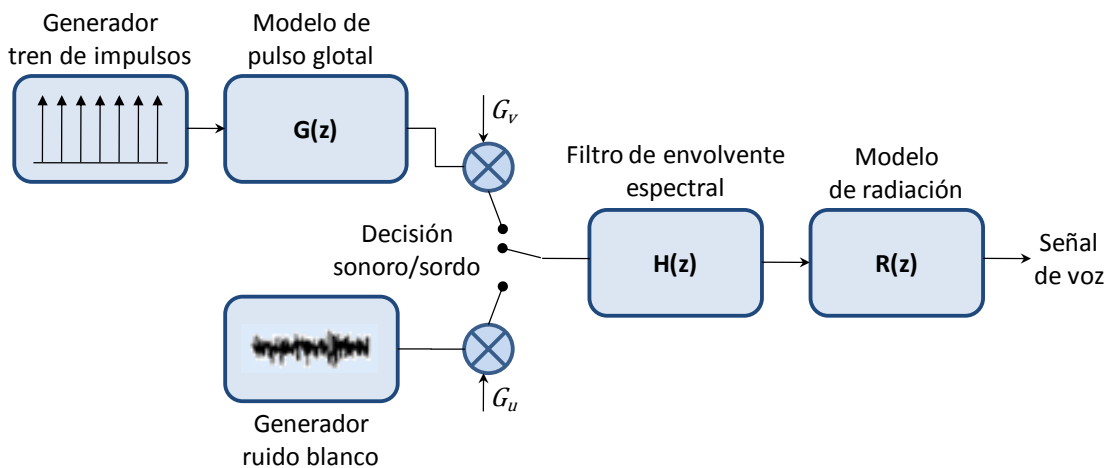 Generador
tren de impulsos
Modelo de
pulso glotal
G(z)
G_v
Filtro de envolvente
espectral
H(z)
Modelo
de radiación
R(z)
Señal
de voz
Decisión
sonoro/sordo
G_u
Generador
ruido blanco